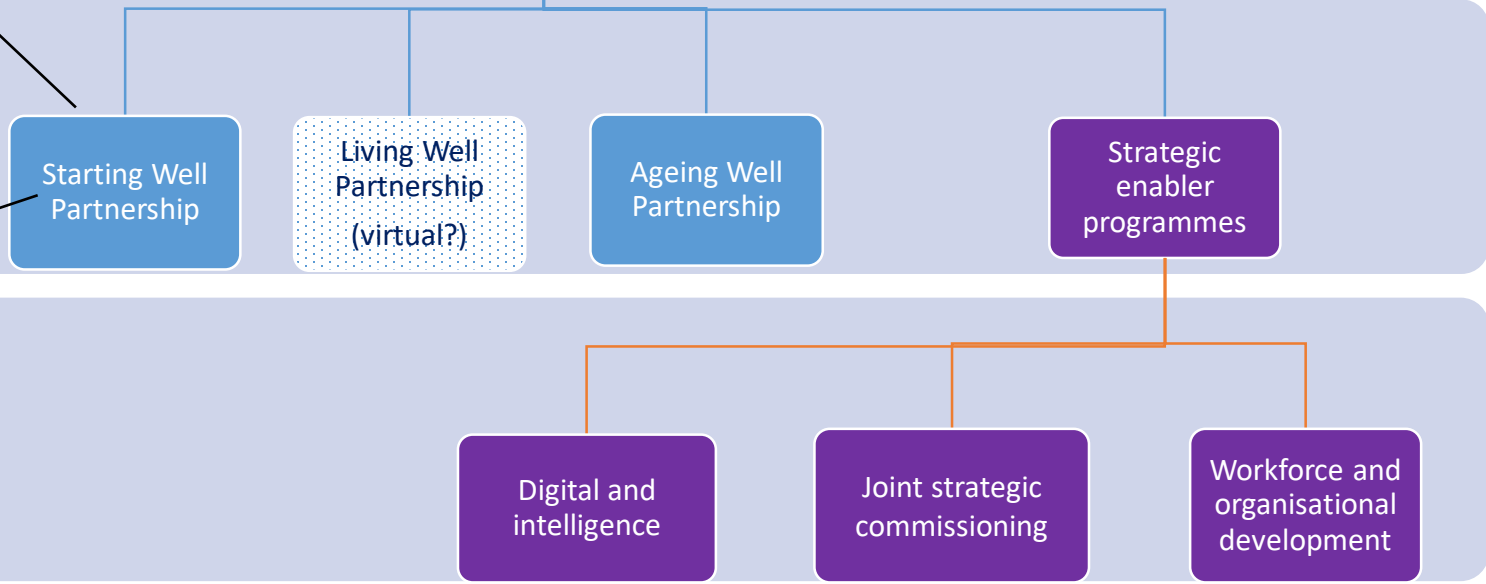 Starting Well
Partnership
Living Well
Partnership
(virtual?)
Ageing Well
Partnership
Strategic
enabler
programmes
Digital and
intelligence
Joint strategic
commissioning
Workforce and
organisational
development